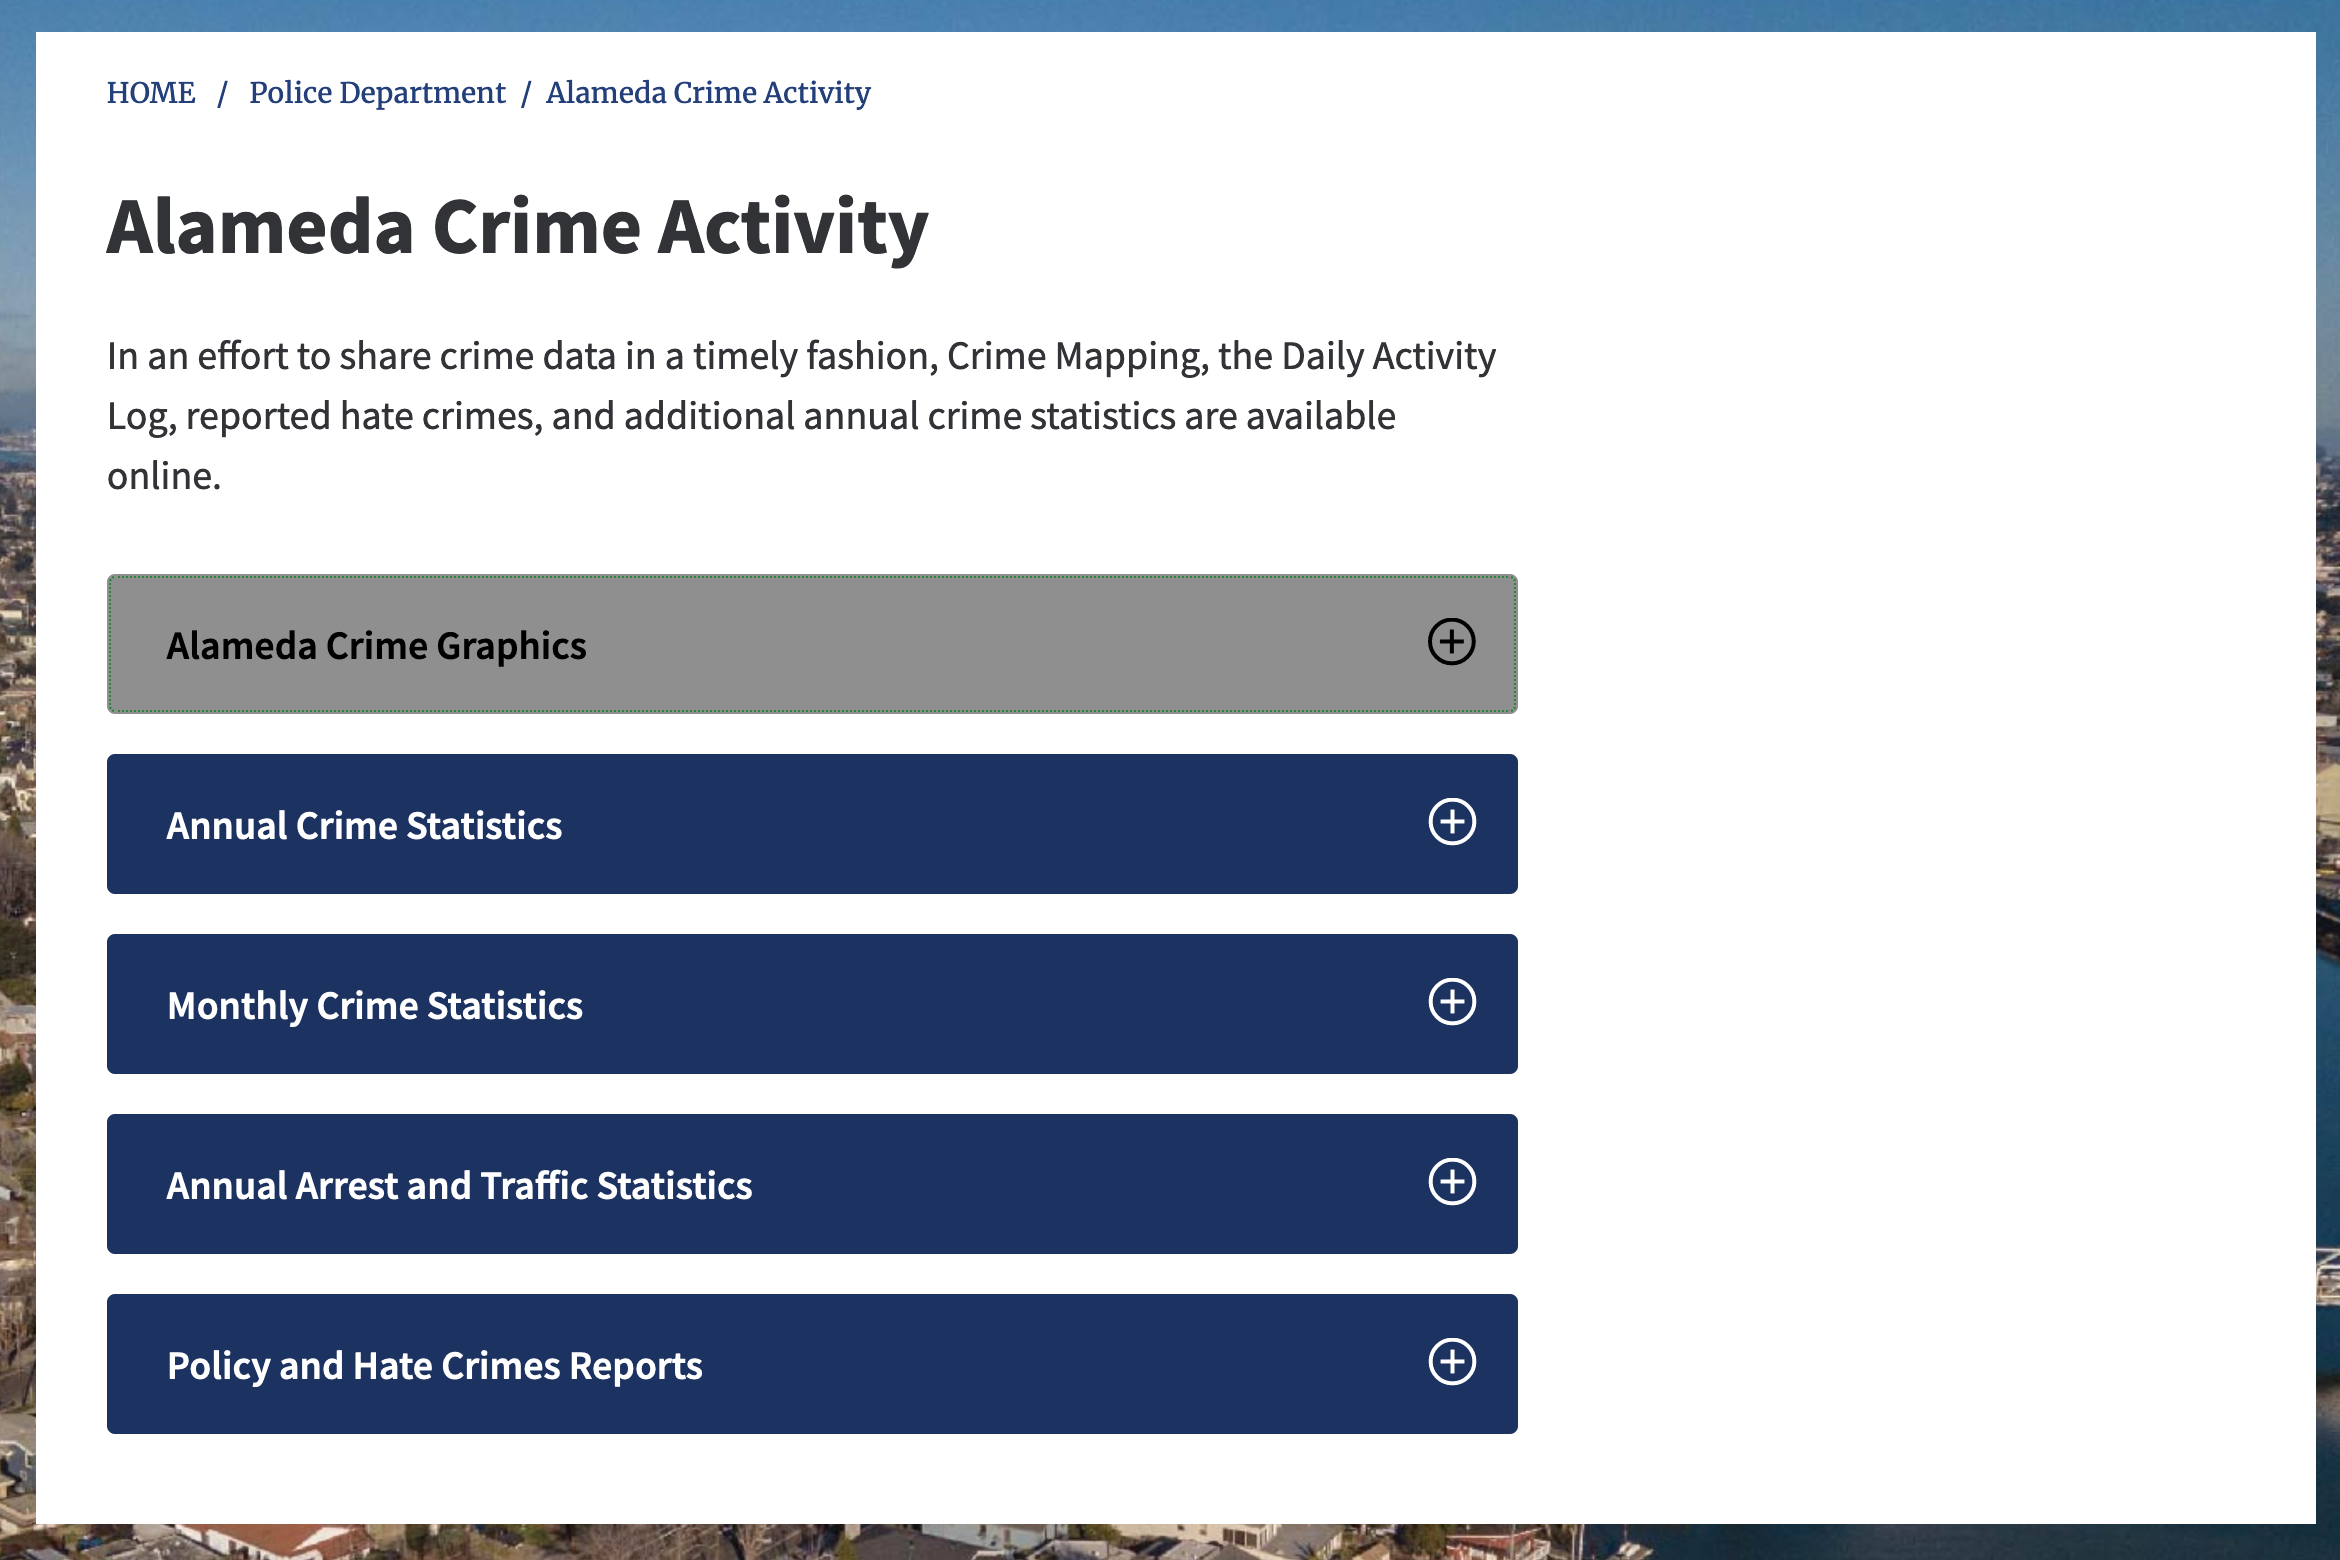 HOME / Police Department / Alameda Crime Activity
Alameda Crime Activity
In an effort to share crime data in a timely fashion, Crime Mapping, the Daily Activity
Log, reported hate crimes, and additional annual crime statistics are available
online.
Alameda Crime Graphics
Annual Crime Statistics
Monthly Crime Statistics
Annual Arrest and Traffic Statistics
Policy and Hate Crimes Reports